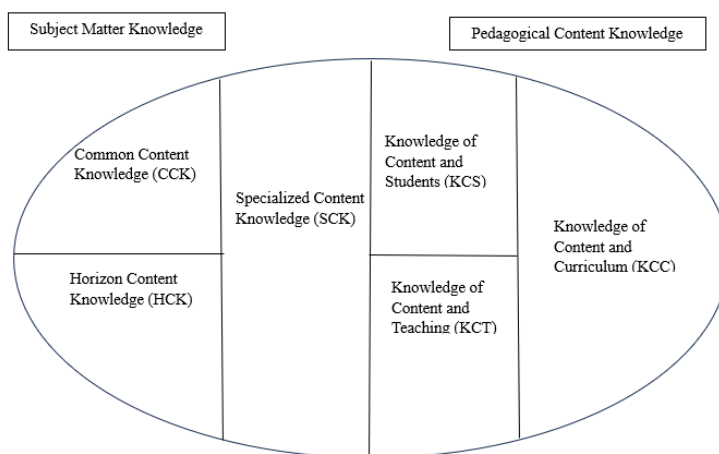 Subject Matter Knowledge
Pedagogical Content Knowledge
Common Content
Knowledge (CCK)
Horizon Content
Knowledge (HCK)
Specialized Content
Knowledge (SCK)
Knowledge of
Content and
Students (KCS)
Knowledge of
Content and
Teaching (KCT)
Knowledge of
Content and
Curriculum (KCC)